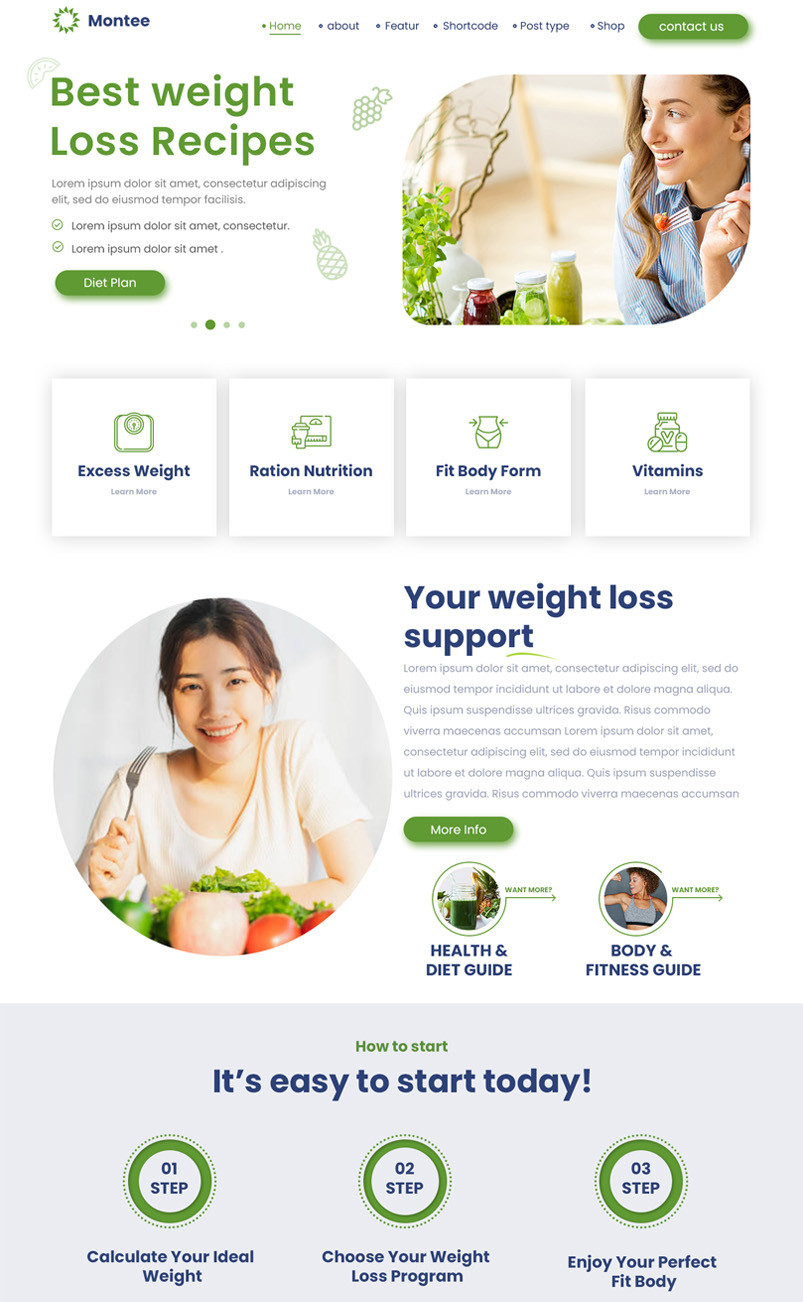 Montee
Home
about
Featur
Shortcode
Post type
Shop
contact us
Best weight
Loss Recipes
Lorem ipsum dolor sit amet, consectetur adipiscing
elit, sed do eiusmod tempor facilisis.
Lorem ipsum dolor sit amet, consectetur.
Lorem ipsum dolor sit amet .
Diet Plan
Excess Weight
Learn More
Ration Nutrition
Learn More
Fit Body Form
Learn More
Vitamins
Learn More
Your weight loss
support
Lorem ipsum dolor sit amet, consectetur adipiscing elit, sed do
eiusmod tempor incididunt ut labore et dolore magna aliqua.
Quis ipsum suspendisse ultrices gravida. Risus commodo
viverra maecenas accumsan Lorem ipsum dolor sit amet,
consectetur adipiscing elit, sed do eiusmod tempor incididunt
ut labore et dolore magna aliqua. Quis ipsum suspendisse
ultrices gravida. Risus commodo viverra maecenas accumsan
More Info
WANT MORE?
HEALTH &
DIET GUIDE
WANT MORE?
BODY &
FITNESS GUIDE
How to start
It's easy to start today!
01
STEP
Calculate Your Ideal
Weight
02
STEP
Choose Your Weight
Loss Program
03
STEP
Enjoy Your Perfect
Fit Body